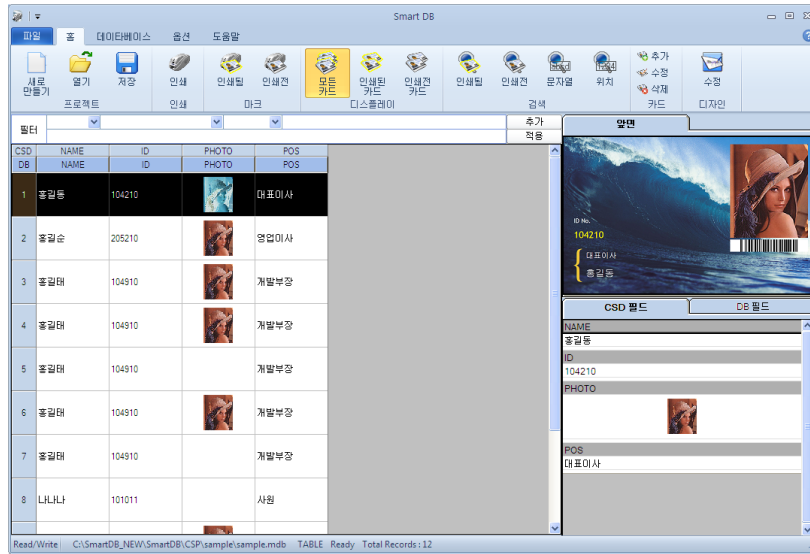 Smart DB
파일 홈 데이타베이스 옵션 도움말
새로 만들기 열기 저장 인쇄 인쇄될 인쇄전 모든 카드 인쇄된 카드 인쇄전 카드 인쇄될 인쇄전 문자열 위치 추가 수정 삭제 수정
프로젝트 인쇄 마크 디스플레이 검색 카드 디자인
필터 추가
적용
앞면
CSD NAME ID PHOTO POS
DB NAME ID PHOTO POS
1 홍길동 104210 대표이사
2 홍길순 205210 영업이사
3 홍길태 104910 개발부장
4 홍길태 104910 개발부장
5 홍길태 104910 개발부장
6 홍길태 104910 개발부장
7 홍길태 104910 개발부장
8 나나나 101011 사원
ID No.
104210
대표이사
홍길동
CSD 필드 DB 필드
NAME
홍길동
ID
104210
PHOTO
POS
대표이사
Read/Write C:\SmartDB_NEW\SmartDB\CSP\sample\sample.mdb TABLE Ready Total Records : 12